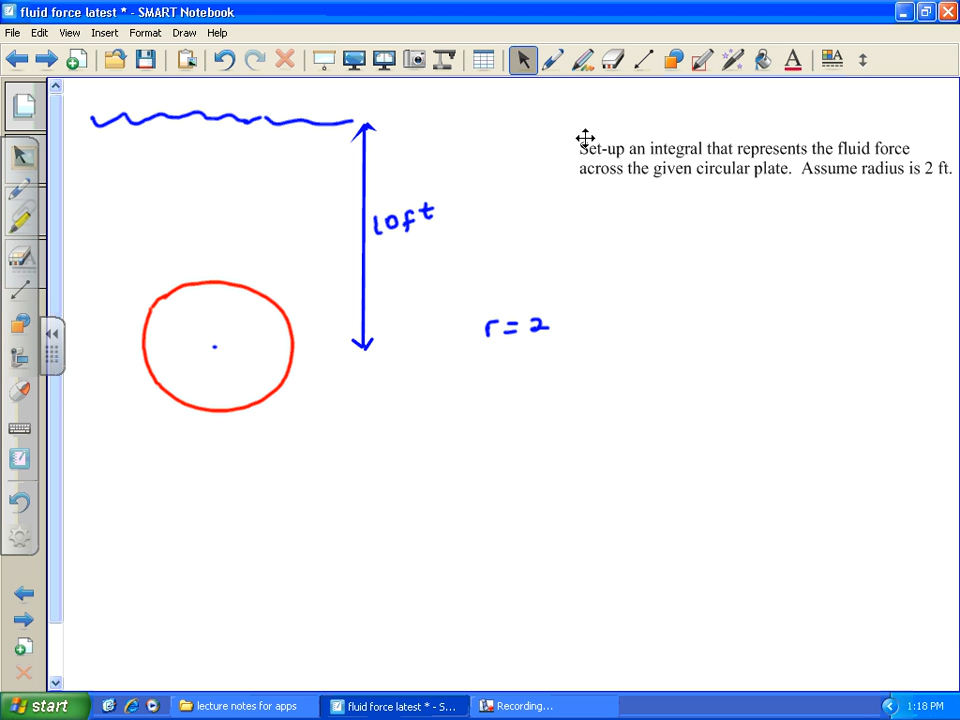 fluid force latest * - SMART Notebook
File Edit View Insert Format Draw Help
Set-up an integral that represents the fluid force
across the given circular plate. Assume radius is 2 ft.
10ft
r = 2
start
lecture notes for apps
fluid force latest * - S...
Recording...
1:18 PM